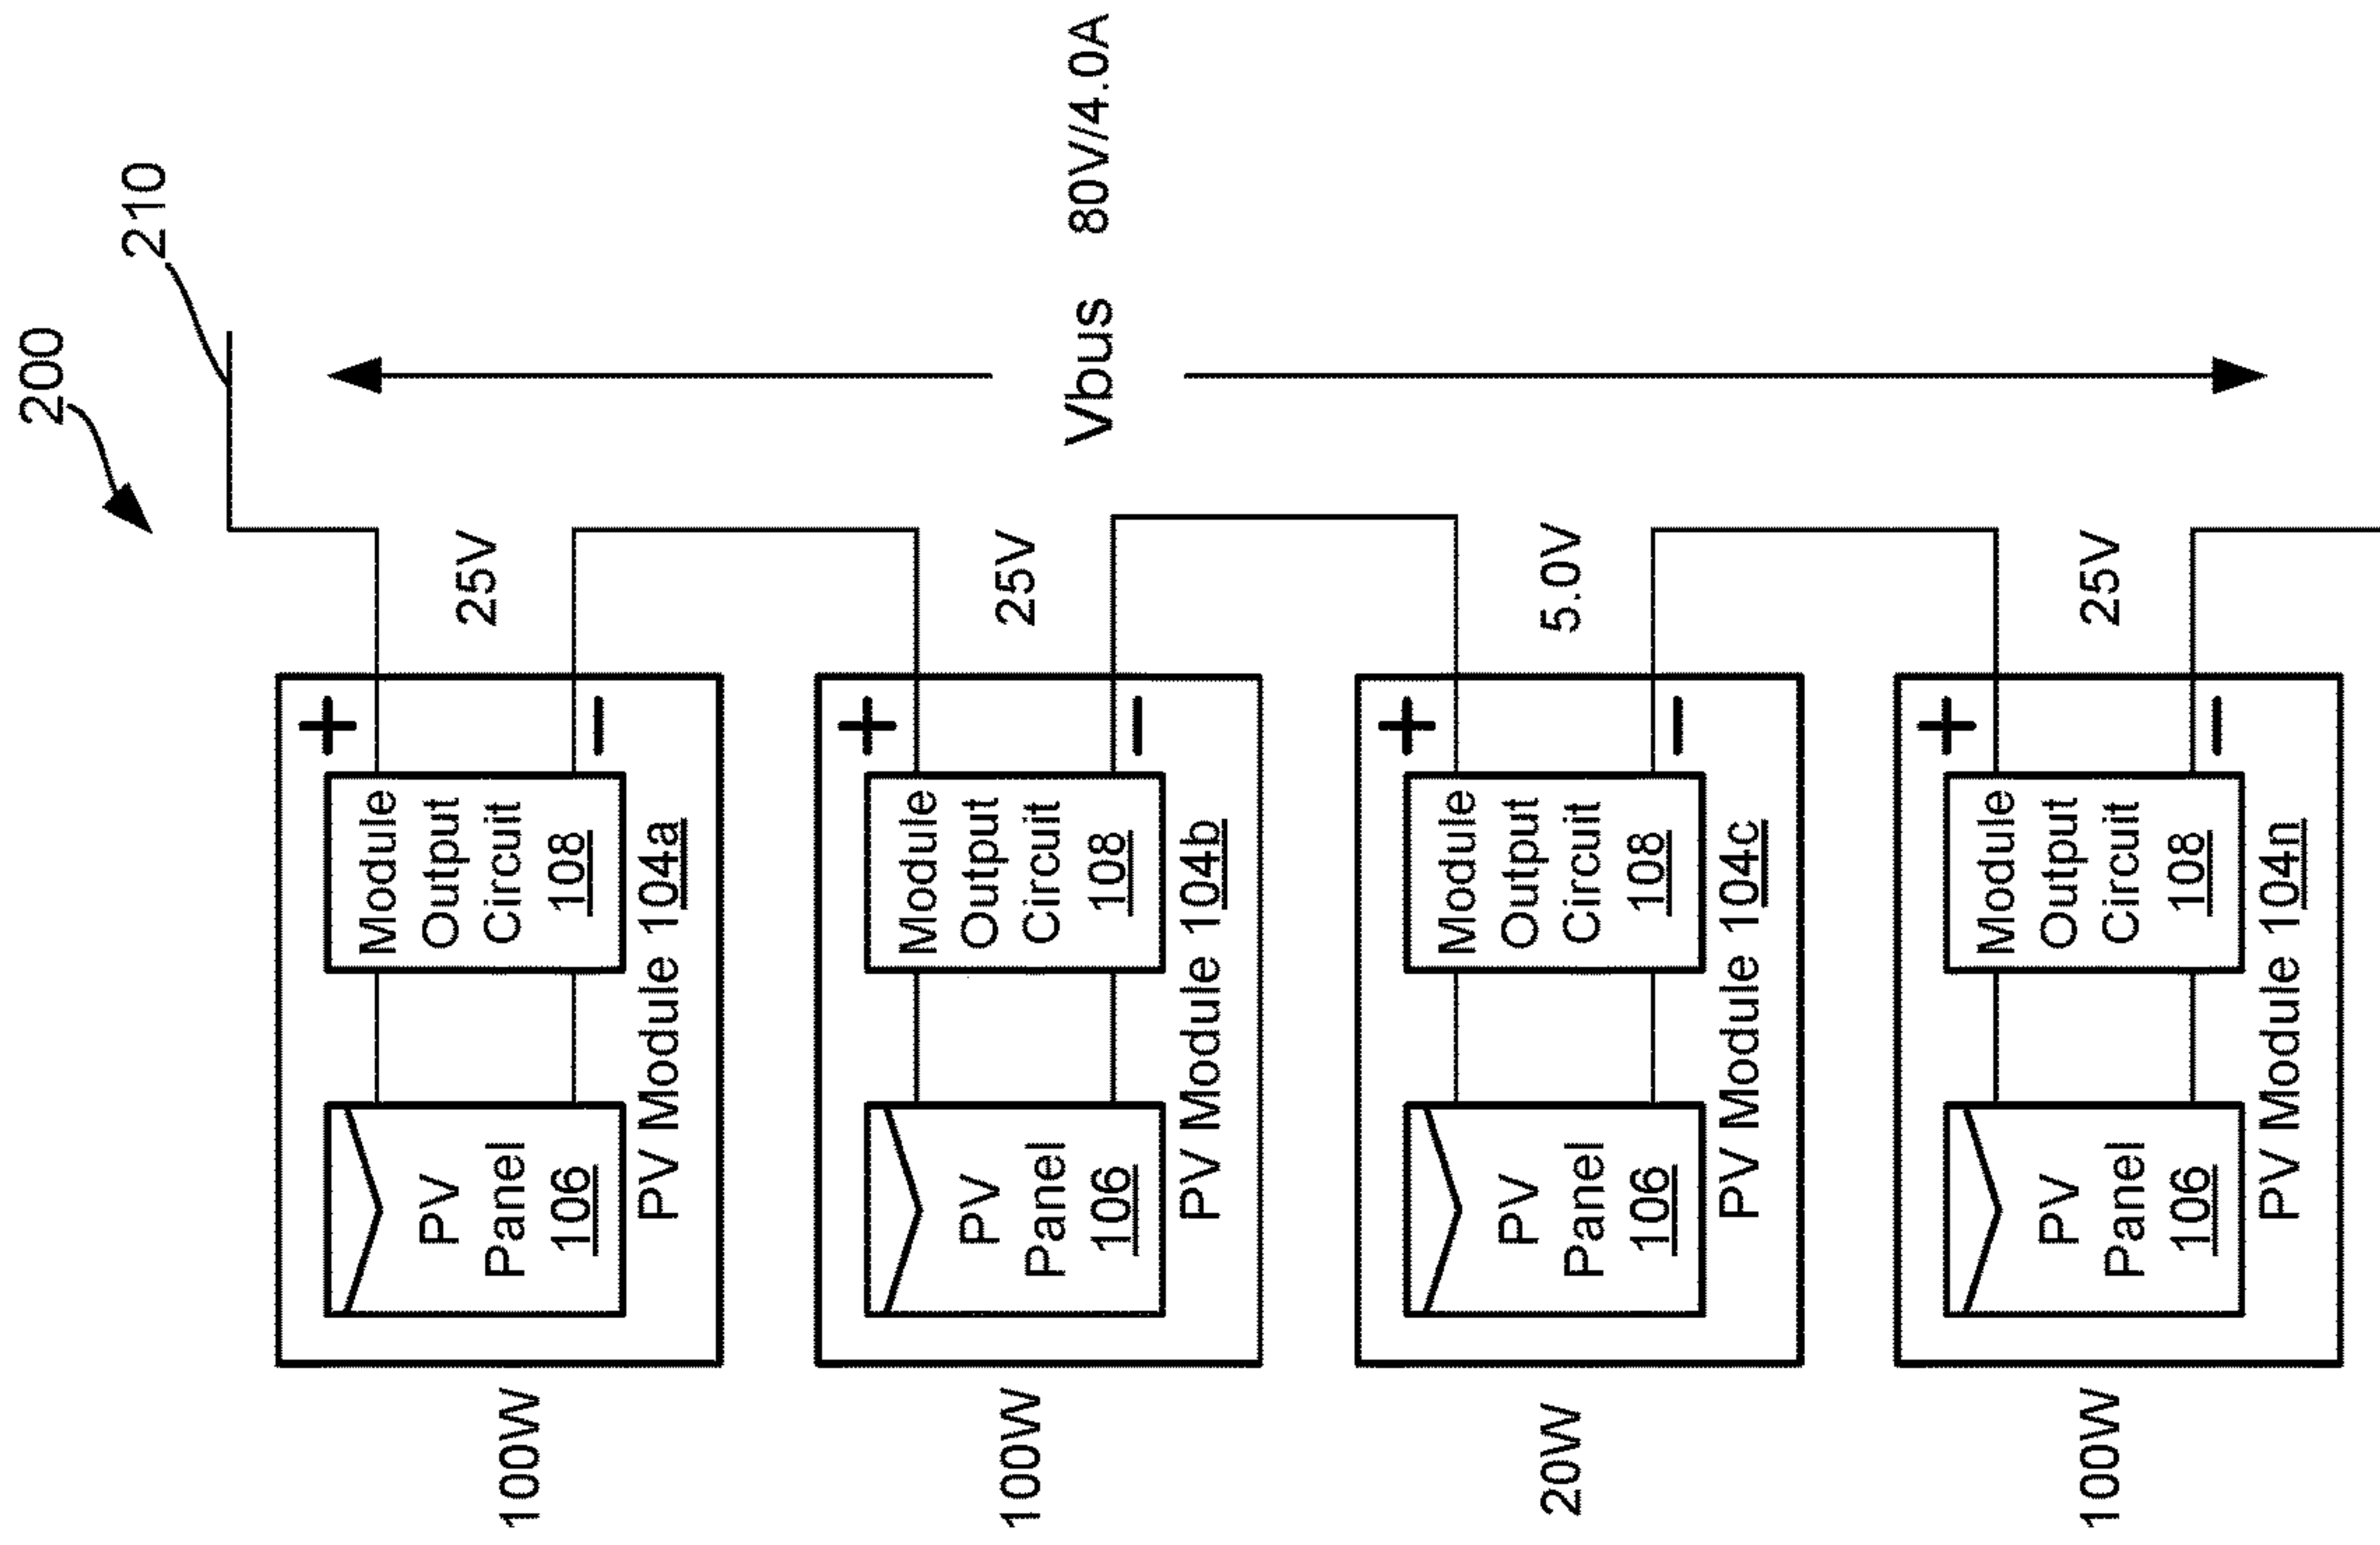 200
210
100W
PV
Panel
106
Module
Output
Circuit
108
PV Module 104a
+
−
25V
100W
PV
Panel
106
Module
Output
Circuit
108
PV Module 104b
+
−
25V
Vbus 80V/4.0A
20W
PV
Panel
106
Module
Output
Circuit
108
PV Module 104c
+
−
5.0V
100W
PV
Panel
106
Module
Output
Circuit
108
PV Module 104n
+
−
25V